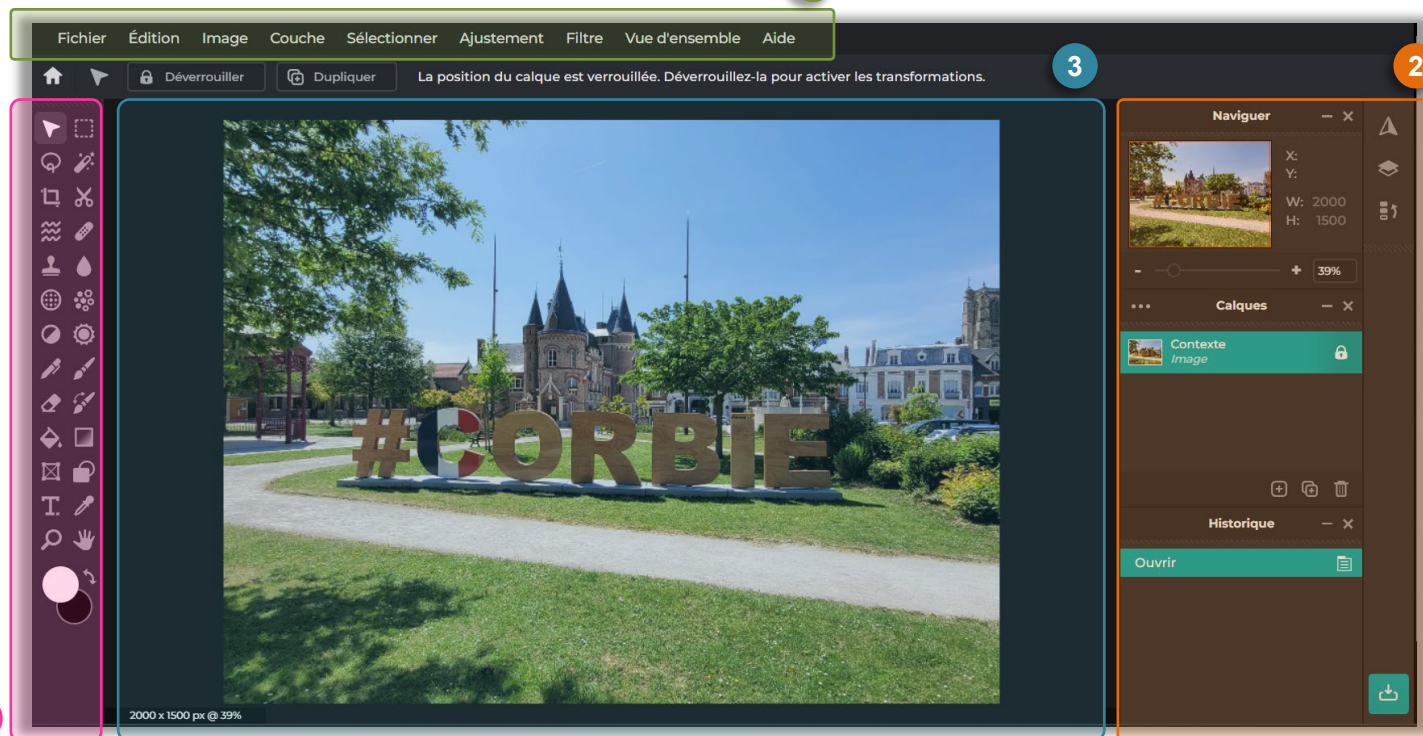 Fichier Édition Image Couche Sélectionner Ajustement Filtre Vue d'ensemble Aide
Déverrouiller Dupliquer La position du calque est verrouillée. Déverrouillez-la pour activer les transformations.
3
2
Naviguer
X:
Y:
W: 2000
H: 1500
- + 39%
Calques
Contexte
Image
#CORBIE
Historique
Ouvrir
2000 x 1500 px @ 39%